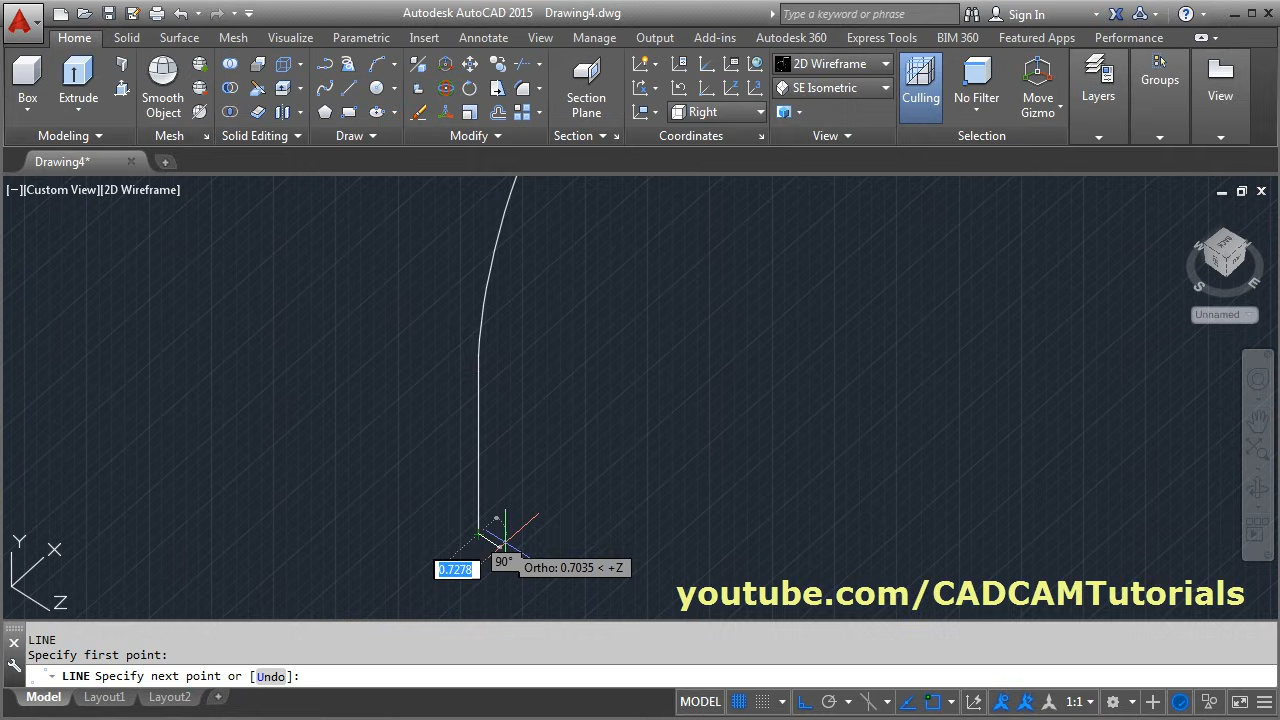 Autodesk AutoCAD 2015 Drawing4.dwg
Type a keyword or phrase
Sign In
Home Solid Surface Mesh Visualize Parametric Insert Annotate View Manage Output Add-ins Autodesk 360 Express Tools BIM 360 Featured Apps Performance
Box
Extrude
Smooth
Object
Section
Plane
2D Wireframe
SE Isometric
Right
Culling
No Filter
Move
Gizmo
Layers
Groups
View
Modeling Mesh Solid Editing Draw Modify Section Coordinates View Selection
Drawing4*
[−][Custom View][2D Wireframe]
Unnamed
Y
X
Z
0.7278
90°
Ortho: 0.7035 < +Z
youtube.com/CADCAMTutorials
LINE
Specify first point:
LINE Specify next point or [Undo]:
Model Layout1 Layout2
MODEL
1:1